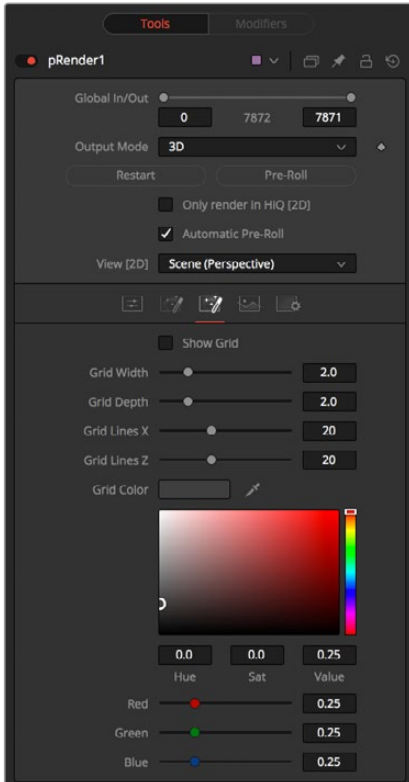 Tools Modifiers
pRender1
Global In/Out
0 7872 7871
Output Mode 3D
Restart Pre-Roll
Only render in HiQ [2D]
Automatic Pre-Roll
View [2D] Scene (Perspective)
Show Grid
Grid Width 2.0
Grid Depth 2.0
Grid Lines X 20
Grid Lines Z 20
Grid Color
0.0 0.0 0.25
Hue Sat Value
Red 0.25
Green 0.25
Blue 0.25